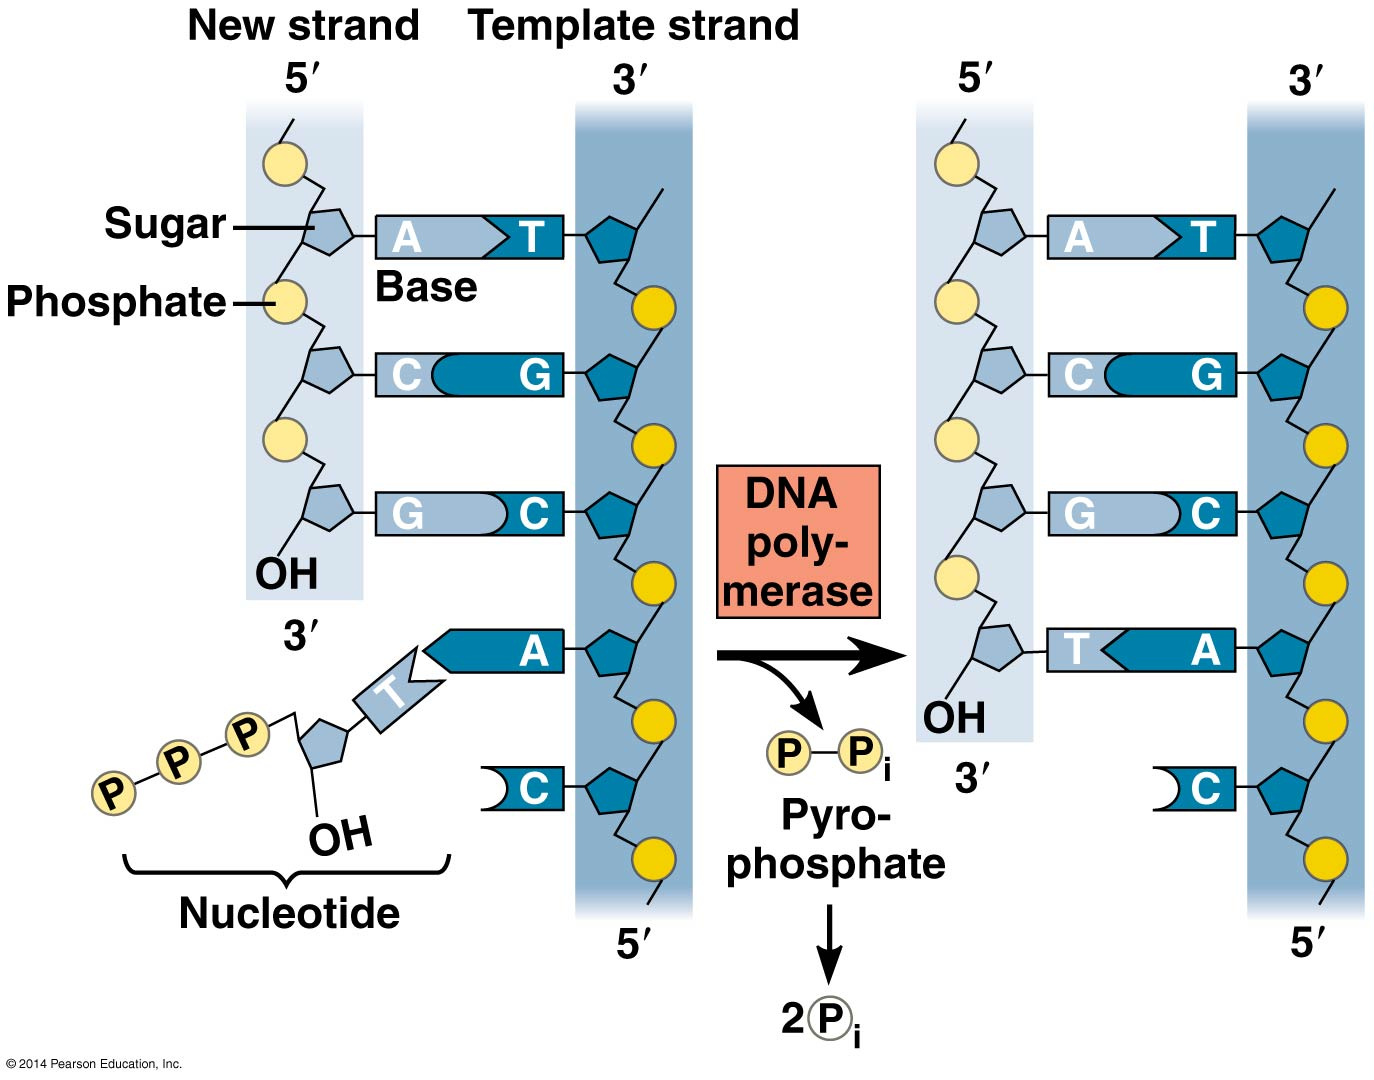 New strand
Template strand
5′
3′
5′
3′
Sugar
A
T
A
T
Base
Phosphate
C
G
C
G
DNA
poly-
merase
G
C
G
C
OH
3′
A
T
T
A
P
P
P
OH
OH
3′
P
P i
C
C
Pyro-
phosphate
Nucleotide
5′
5′
2 P i
© 2014 Pearson Education, Inc.